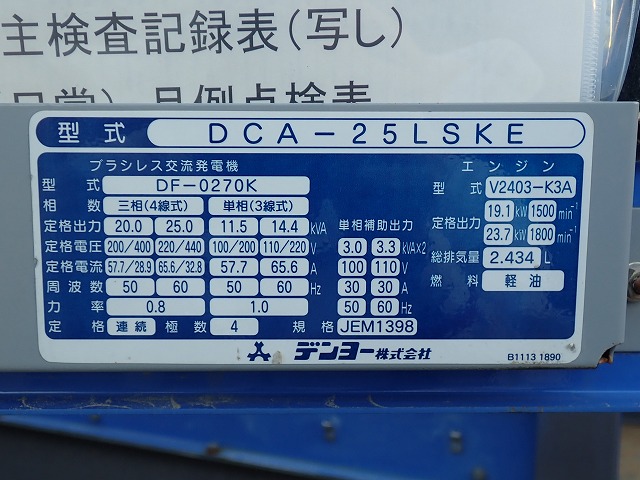 主検査記録表（写し）
月例点検表
型式 DCA－25LSKE
ブラシレス交流発電機 エンジン
型式 DF－0270K 型式 V2403－K3A
相数 三相(4線式) 単相(3線式) 19.1 kW 1500 min⁻¹
定格出力 20.0 25.0 11.5 14.4 kVA 単相補助出力 定格出力 23.7 kW 1800 min⁻¹
定格電圧 200/400 220/440 100/200 110/220 V 3.0 3.3 kVA×2 総排気量 2.434 L
定格電流 57.7/28.9 65.6/32.8 57.7 65.6 A 100 110 V 燃料 軽油
周波数 50 60 50 60 Hz 30 30 A
力率 0.8 1.0 50 60 Hz
定格 連続 極数 4 規格 JEM1398
デンヨー株式会社 B1113 1890